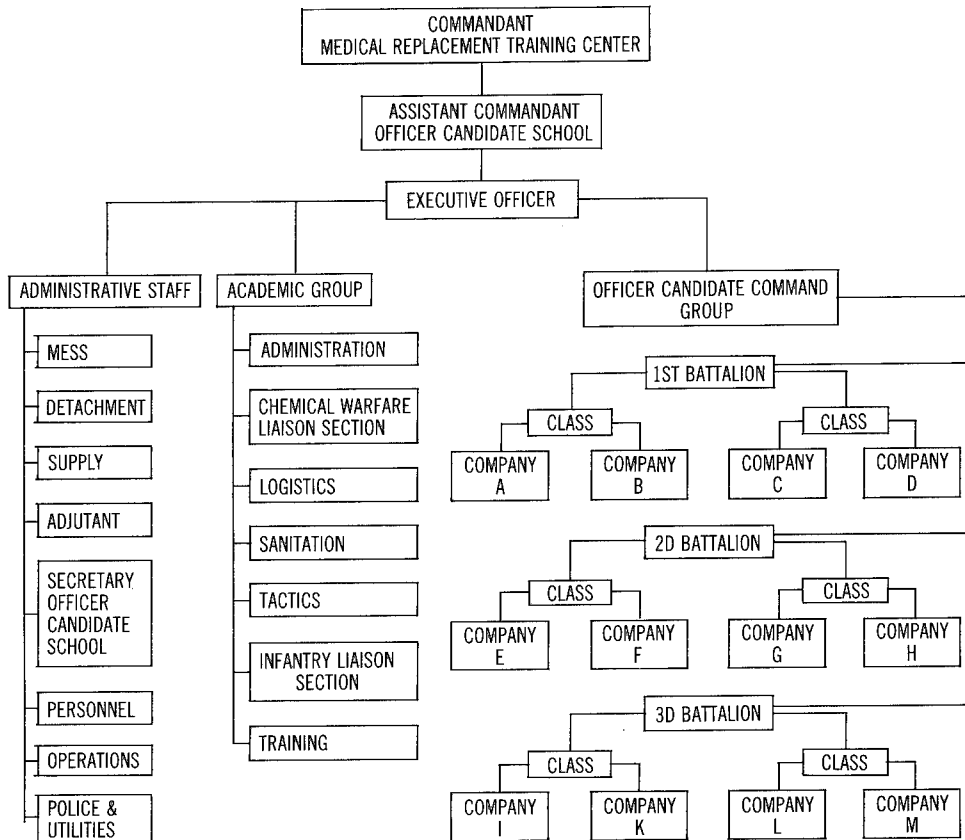 COMMANDANT
MEDICAL REPLACEMENT TRAINING CENTER
ASSISTANT COMMANDANT
OFFICER CANDIDATE SCHOOL
EXECUTIVE OFFICER
ADMINISTRATIVE STAFF
MESS
DETACHMENT
SUPPLY
ADJUTANT
SECRETARY
OFFICER
CANDIDATE
SCHOOL
PERSONNEL
OPERATIONS
POLICE &
UTILITIES
ACADEMIC GROUP
ADMINISTRATION
CHEMICAL WARFARE
LIAISON SECTION
LOGISTICS
SANITATION
TACTICS
INFANTRY LIAISON
SECTION
TRAINING
OFFICER CANDIDATE COMMAND
GROUP
1ST BATTALION
CLASS
COMPANY
A
COMPANY
B
CLASS
COMPANY
C
COMPANY
D
2D BATTALION
CLASS
COMPANY
E
COMPANY
F
CLASS
COMPANY
G
COMPANY
H
3D BATTALION
CLASS
COMPANY
I
COMPANY
K
CLASS
COMPANY
L
COMPANY
M